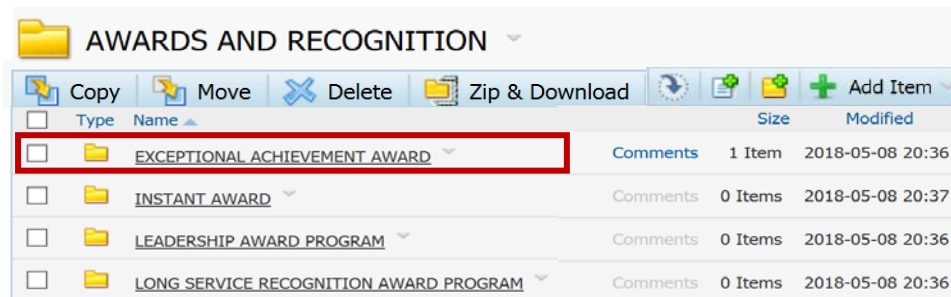 AWARDS AND RECOGNITION
Copy Move Delete Zip & Download Add Item
Type Name Size Modified
EXCEPTIONAL ACHIEVEMENT AWARD Comments 1 Item 2018-05-08 20:36
INSTANT AWARD Comments 0 Items 2018-05-08 20:37
LEADERSHIP AWARD PROGRAM Comments 0 Items 2018-05-08 20:36
LONG SERVICE RECOGNITION AWARD PROGRAM Comments 0 Items 2018-05-08 20:36